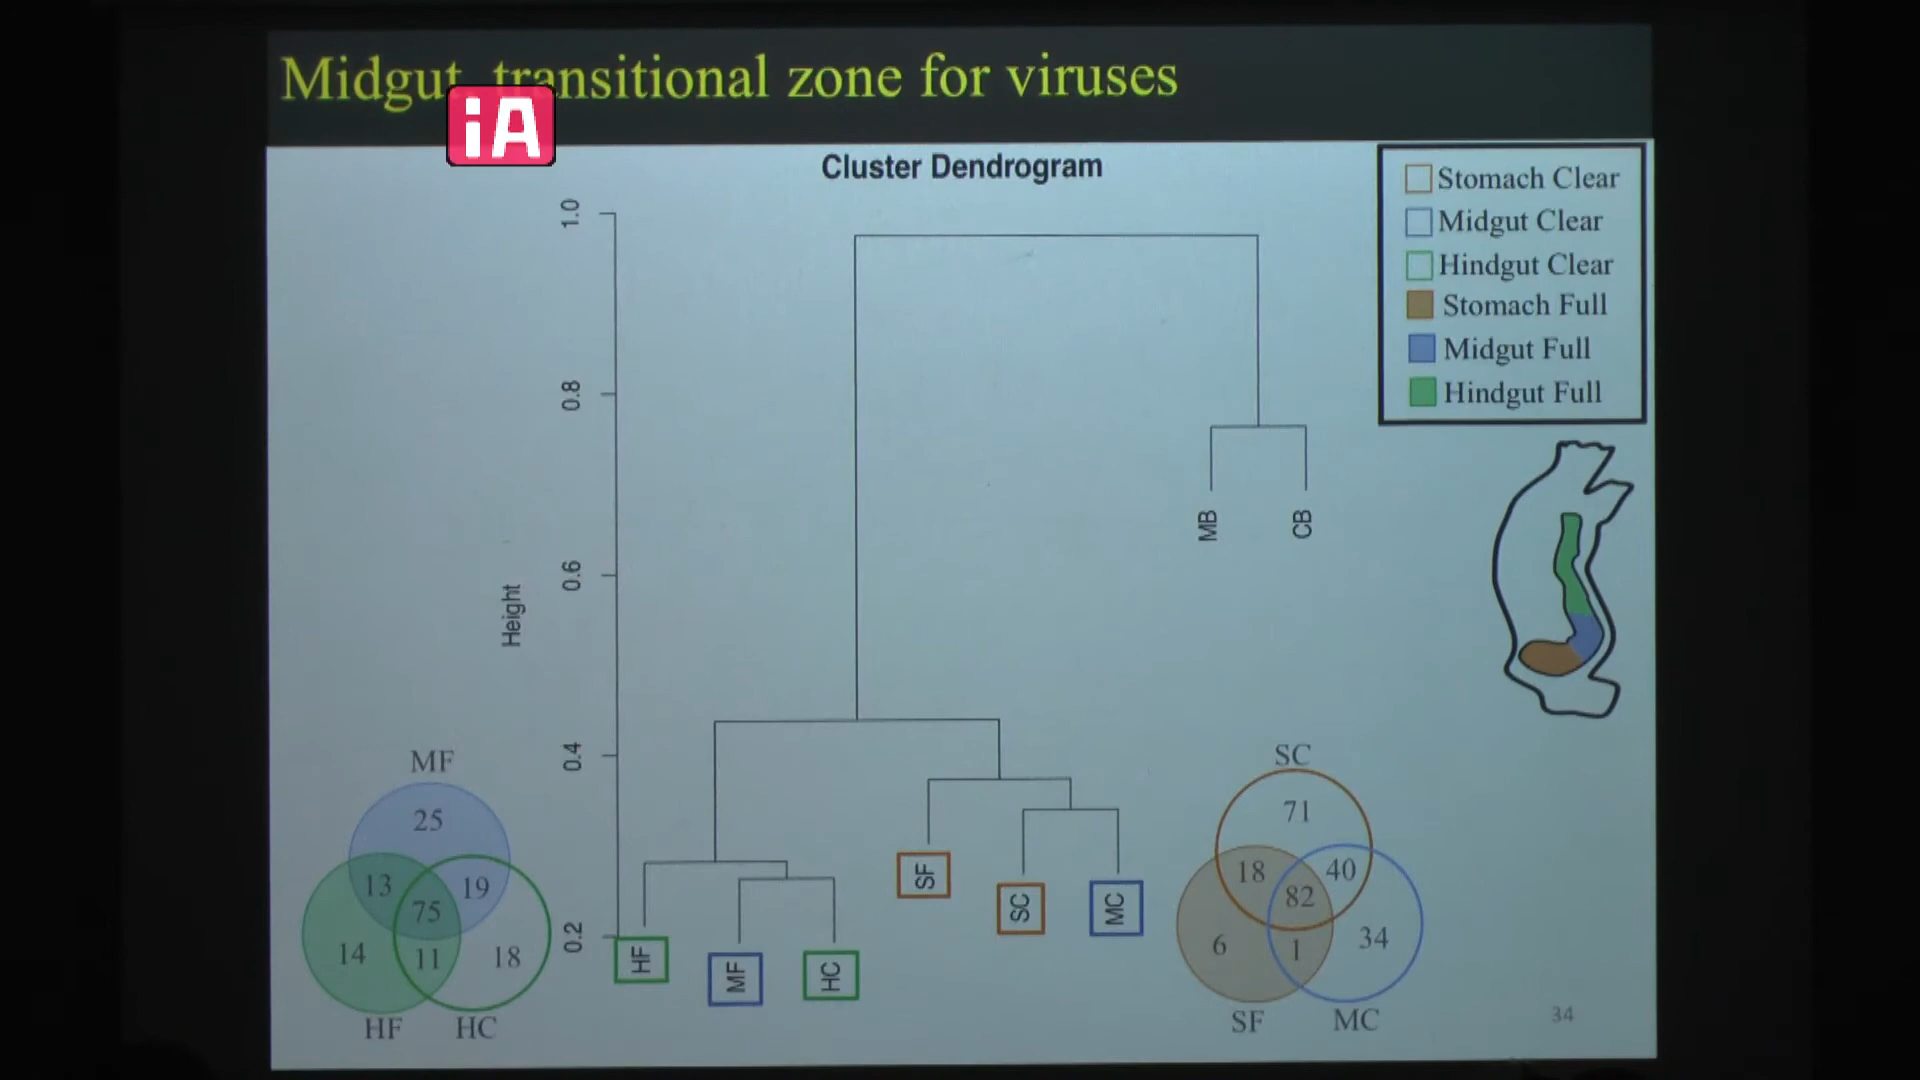 Midgut, transitional zone for viruses
iA
Cluster Dendrogram
Stomach Clear
Midgut Clear
Hindgut Clear
Stomach Full
Midgut Full
Hindgut Full
1.0
0.8
0.6
0.4
0.2
Height
MB
CB
SF
SC
MC
HF
MF
HC
MF
25
13
19
75
14
11
18
HF
HC
SC
71
18
40
82
6
1
34
SF
MC
34